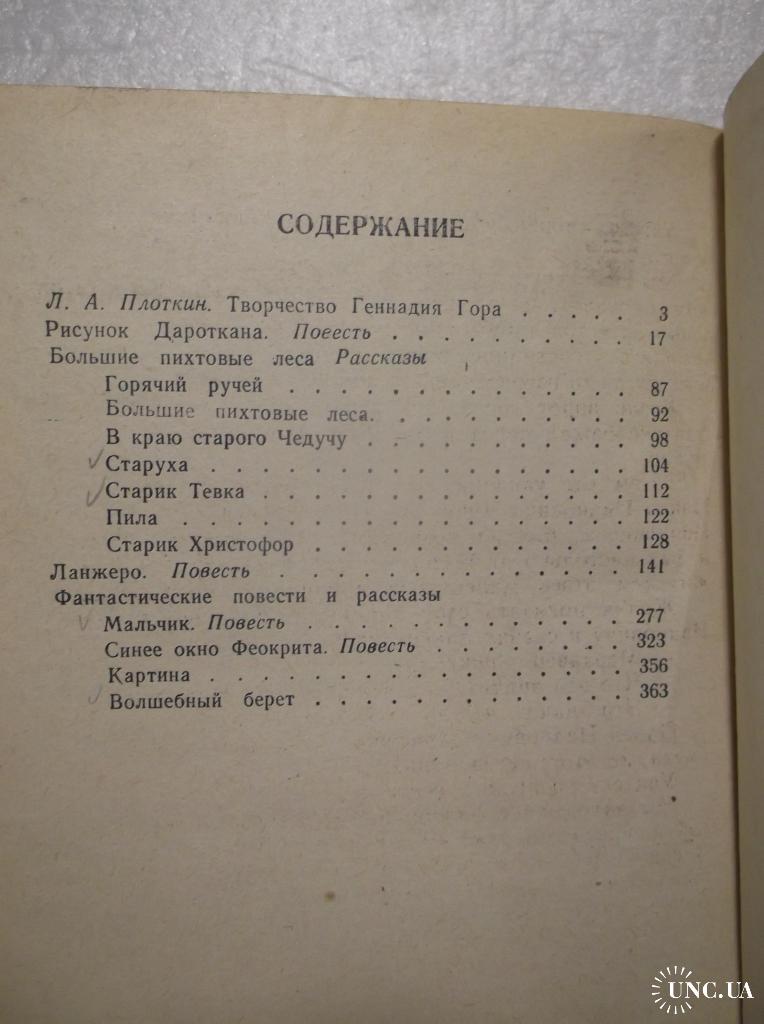 СОДЕРЖАНИЕ
Л. А. Плоткин. Творчество Геннадия Гора . . . . . 3
Рисунок Дароткана. Повесть . . . . . . . . . . 17
Большие пихтовые леса Рассказы
Горячий ручей . . . . . . . . . . . . . . 87
Большие пихтовые леса. . . . . . . . . . . 92
В краю старого Чедучу . . . . . . . . . . . 98
Старуха . . . . . . . . . . . . . . . . . 104
Старик Тевка . . . . . . . . . . . . . . . 112
Пила . . . . . . . . . . . . . . . . . . 122
Старик Христофор . . . . . . . . . . . . . 128
Ланжеро. Повесть . . . . . . . . . . . . . . 141
Фантастические повести и рассказы
Мальчик. Повесть . . . . . . . . . . . . . 277
Синее окно Феокрита. Повесть . . . . . . . . 323
Картина . . . . . . . . . . . . . . . . . 356
Волшебный берет . . . . . . . . . . . . . 363
UNC.UA